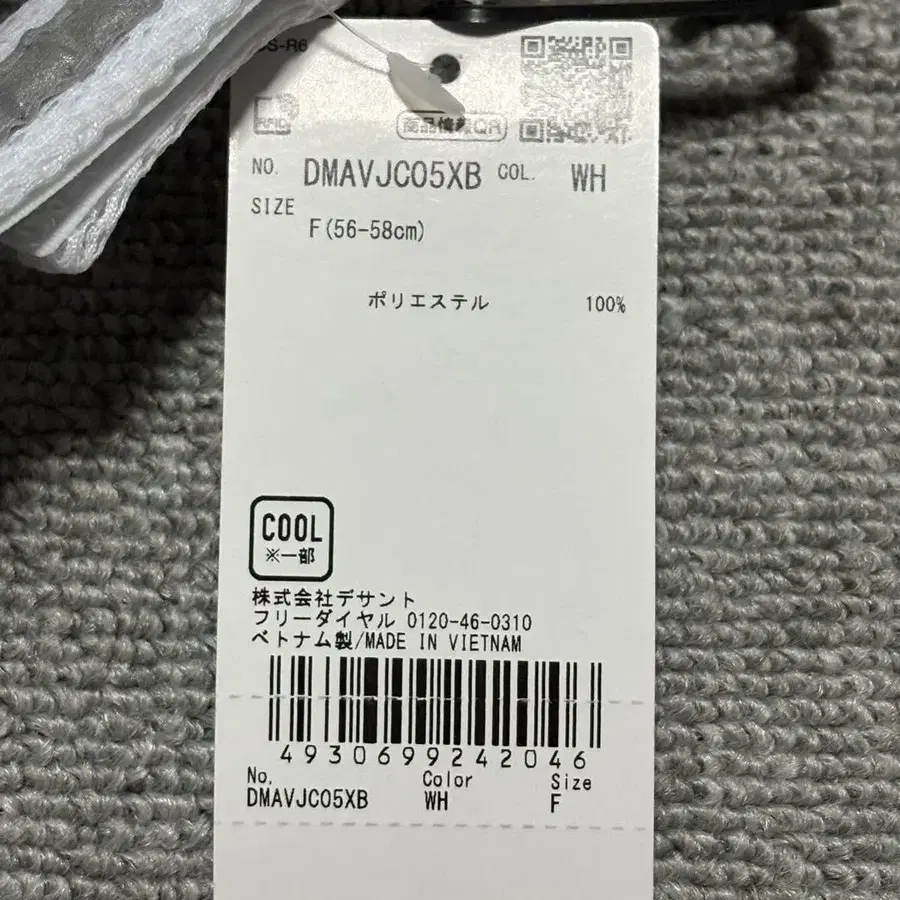 S-R6
RFID
商品情報QR
NO. DMAVJC05XB COL. WH
SIZE
F(56-58cm)
ポリエステル 100%
COOL
※一部
株式会社デサント
フリーダイヤル 0120-46-0310
ベトナム製/MADE IN VIETNAM
4930699242046
No. Color Size
DMAVJC05XB WH F